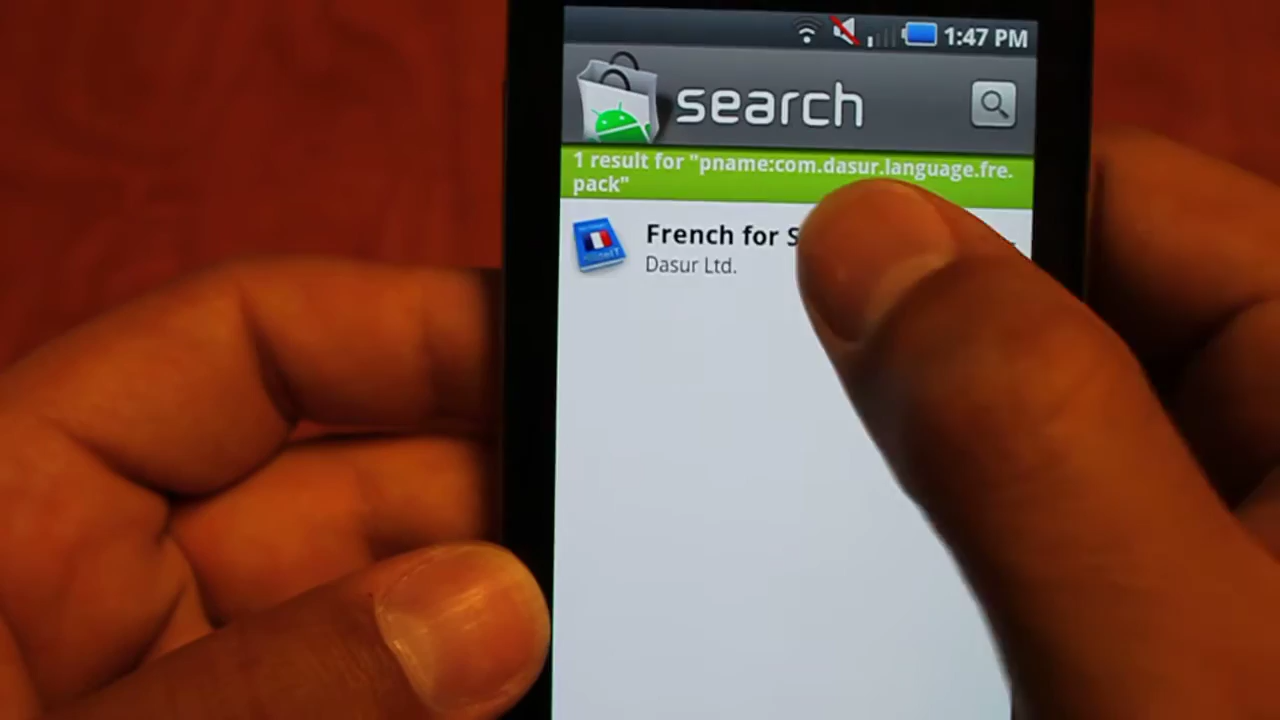 1:47 PM
search
1 result for "pname:com.dasur.language.fre.
pack"
French for
Dasur Ltd.